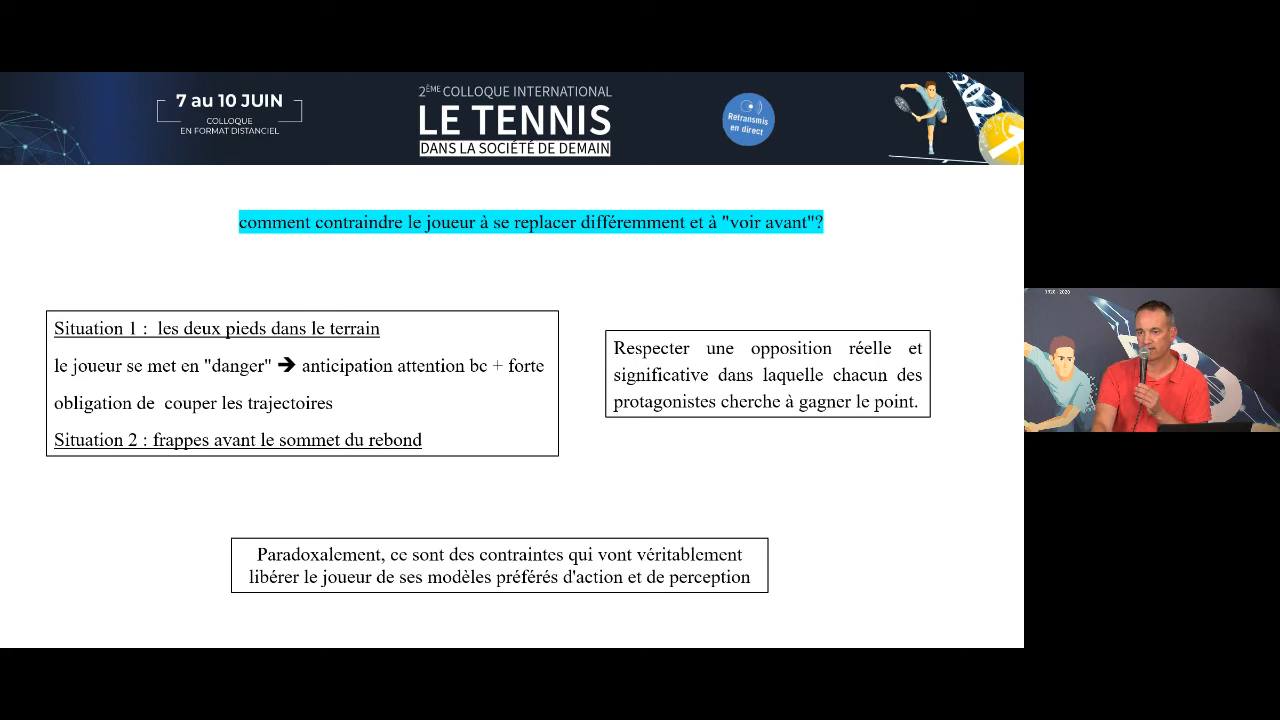 7 au 10 JUIN
COLLOQUE
EN FORMAT DISTANCIEL
2ÈME COLLOQUE INTERNATIONAL
LE TENNIS
DANS LA SOCIÉTÉ DE DEMAIN
Retransmis
en direct
202
1
comment contraindre le joueur à se replacer différemment et à "voir avant"?
Situation 1 : les deux pieds dans le terrain
le joueur se met en "danger" ➔ anticipation attention bc + forte
obligation de couper les trajectoires
Situation 2 : frappes avant le sommet du rebond
Respecter une opposition réelle et
significative dans laquelle chacun des
protagonistes cherche à gagner le point.
Paradoxalement, ce sont des contraintes qui vont véritablement
libérer le joueur de ses modèles préférés d'action et de perception
1920 - 2020